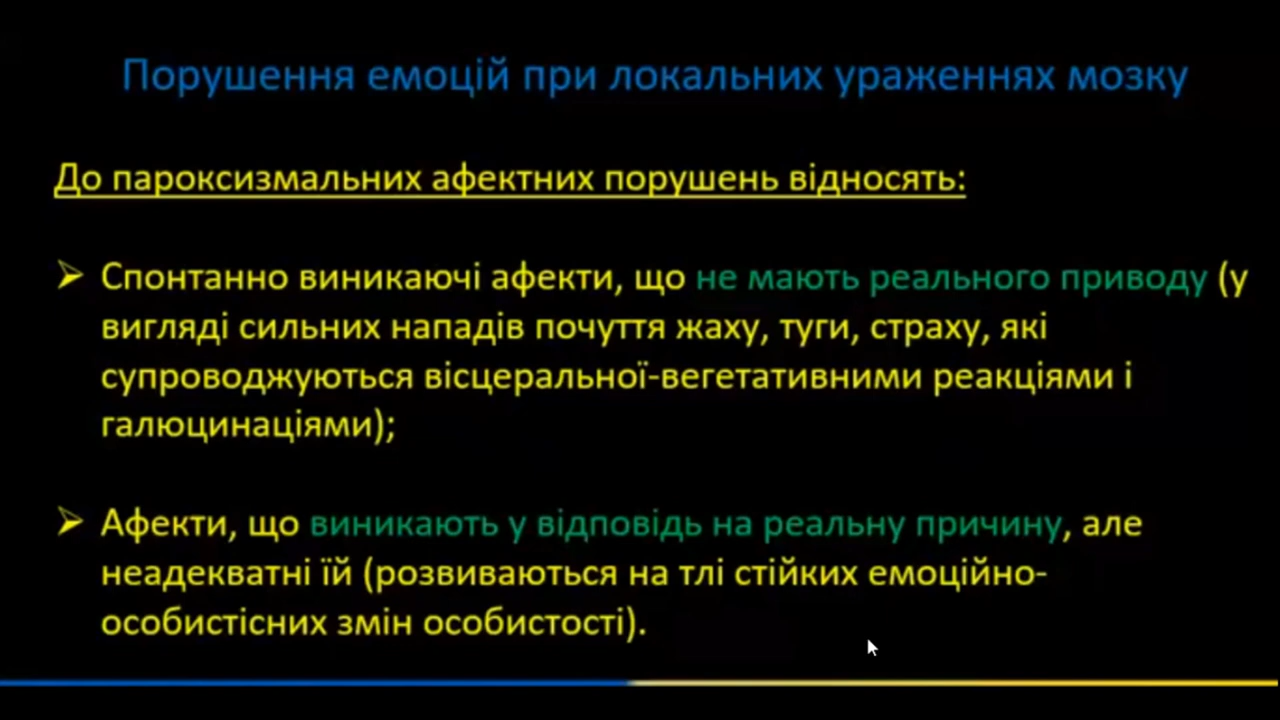 Порушення емоцій при локальних ураженнях мозку
До пароксизмальних афектних порушень відносять:
➢ Спонтанно виникаючі афекти, що не мають реального приводу (у
вигляді сильних нападів почуття жаху, туги, страху, які
супроводжуються вісцеральної-вегетативними реакціями і
галюцинаціями);
➢ Афекти, що виникають у відповідь на реальну причину, але
неадекватні їй (розвиваються на тлі стійких емоційно-
особистісних змін особистості).